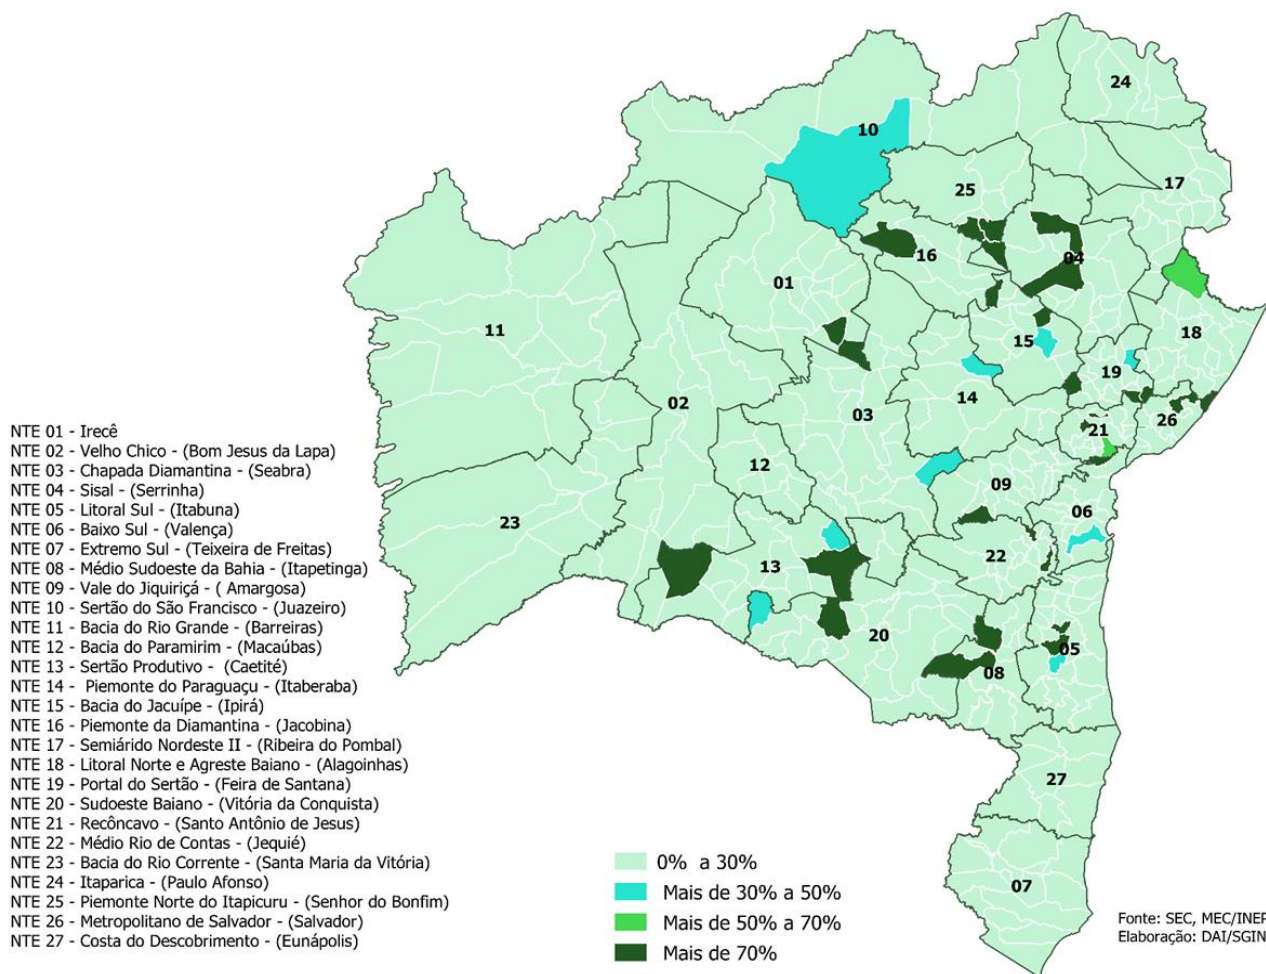 24
10
17
25
04
16
01
11
18
15
19
14
02
03
26
21
12
09
06
23
22
13
20
05
08
27
07
NTE 01 - Irecê
NTE 02 - Velho Chico - (Bom Jesus da Lapa)
NTE 03 - Chapada Diamantina - (Seabra)
NTE 04 - Sisal - (Serrinha)
NTE 05 - Litoral Sul - (Itabuna)
NTE 06 - Baixo Sul - (Valença)
NTE 07 - Extremo Sul - (Teixeira de Freitas)
NTE 08 - Médio Sudoeste da Bahia - (Itapetinga)
NTE 09 - Vale do Jiquiriçá - ( Amargosa)
NTE 10 - Sertão do São Francisco - (Juazeiro)
NTE 11 - Bacia do Rio Grande - (Barreiras)
NTE 12 - Bacia do Paramirim - (Macaúbas)
NTE 13 - Sertão Produtivo -  (Caetité)
NTE 14 -  Piemonte do Paraguaçu - (Itaberaba)
NTE 15 - Bacia do Jacuípe - (Ipirá)
NTE 16 - Piemonte da Diamantina - (Jacobina)
NTE 17 - Semiárido Nordeste II - (Ribeira do Pombal)
NTE 18 - Litoral Norte e Agreste Baiano - (Alagoinhas)
NTE 19 - Portal do Sertão - (Feira de Santana)
NTE 20 - Sudoeste Baiano - (Vitória da Conquista)
NTE 21 - Recôncavo - (Santo Antônio de Jesus)
NTE 22 - Médio Rio de Contas - (Jequié)
NTE 23 - Bacia do Rio Corrente - (Santa Maria da Vitória)
NTE 24 - Itaparica - (Paulo Afonso)
NTE 25 - Piemonte Norte do Itapicuru - (Senhor do Bonfim)
NTE 26 - Metropolitano de Salvador - (Salvador)
NTE 27 - Costa do Descobrimento - (Eunápolis)
0%  a 30%
Mais de 30% a 50%
Mais de 50% a 70%
Mais de 70%
Fonte: SEC, MEC/INEP
Elaboração: DAI/SGIN